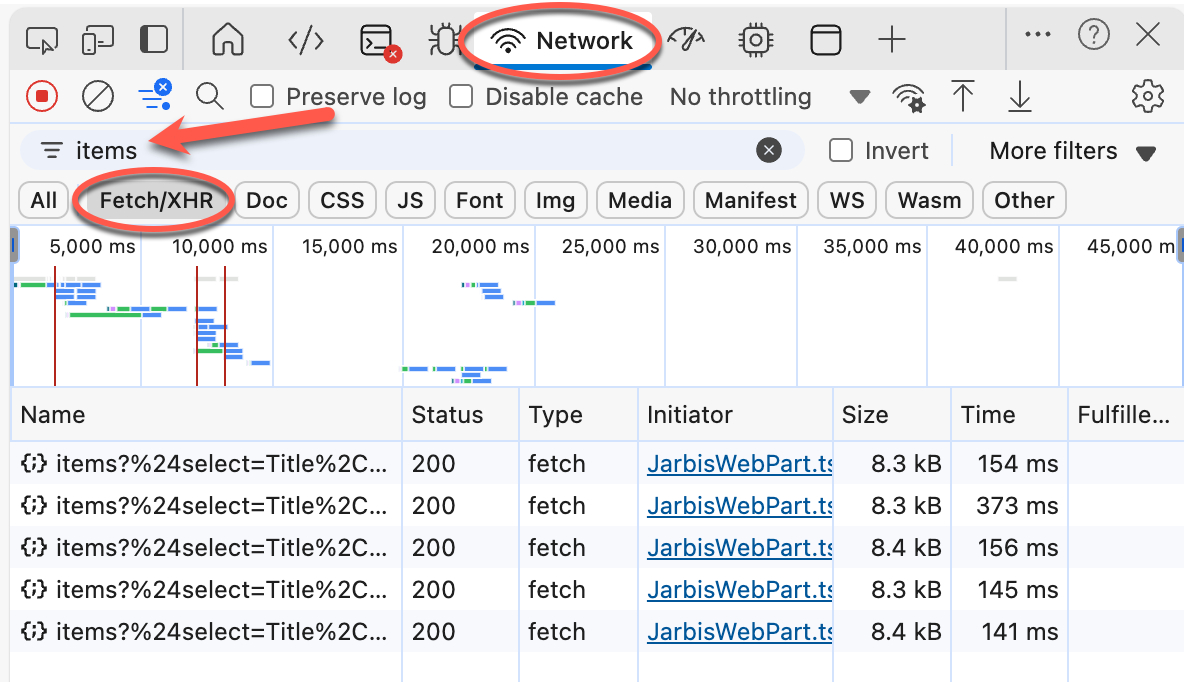 Network
Preserve log Disable cache No throttling
items Invert More filters
All Fetch/XHR Doc CSS JS Font Img Media Manifest WS Wasm Other
5,000 ms 10,000 ms 15,000 ms 20,000 ms 25,000 ms 30,000 ms 35,000 ms 40,000 ms 45,000 m
Name Status Type Initiator Size Time Fulfille...
items?%24select=Title%2C... 200 fetch JarbisWebPart.ts 8.3 kB 154 ms
items?%24select=Title%2C... 200 fetch JarbisWebPart.ts 8.3 kB 373 ms
items?%24select=Title%2C... 200 fetch JarbisWebPart.ts 8.4 kB 156 ms
items?%24select=Title%2C... 200 fetch JarbisWebPart.ts 8.3 kB 145 ms
items?%24select=Title%2C... 200 fetch JarbisWebPart.ts 8.4 kB 141 ms